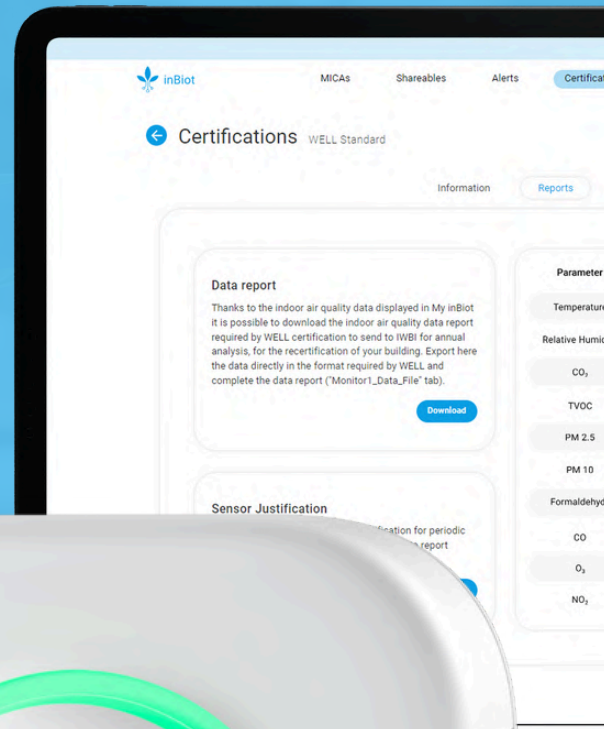 inBiot
MICAs
Shareables
Alerts
Certificat
Certifications
WELL Standard
Information
Reports
Data report
Thanks to the indoor air quality data displayed in My inBiot
it is possible to download the indoor air quality data report
required by WELL certification to send to IWBI for annual
analysis, for the recertification of your building. Export here
the data directly in the format required by WELL and
complete the data report ("Monitor1_Data_File" tab).
Download
Sensor Justification
ification for periodic
report
Parameter
Temperature
Relative Humid
CO₂
TVOC
PM 2.5
PM 10
Formaldehyd
CO
O₃
NO₂